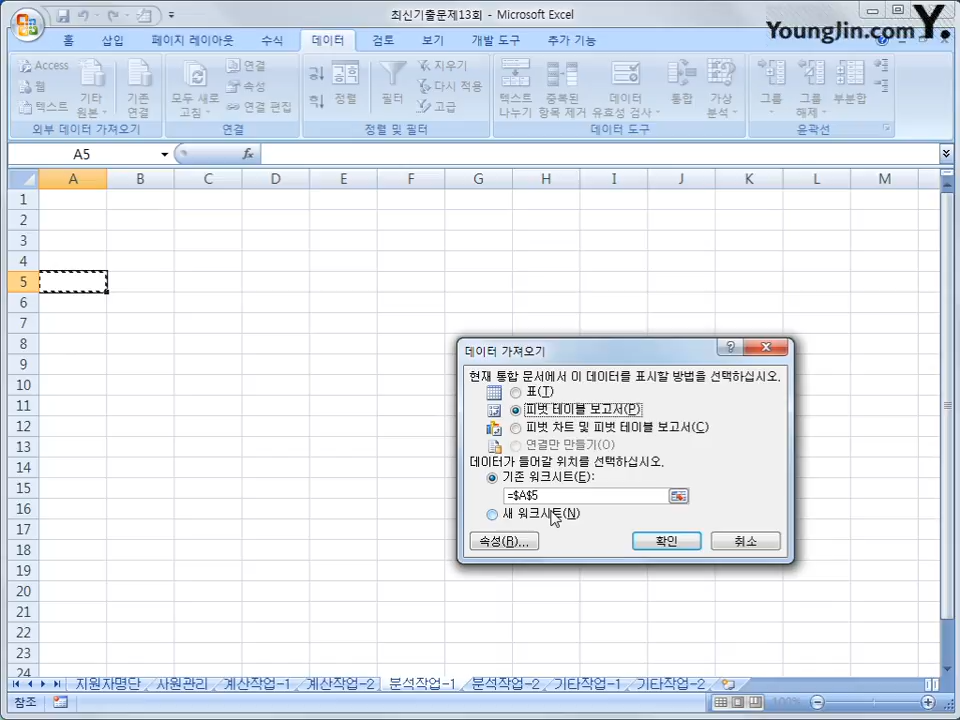 최신기출문제13회 - Microsoft Excel
YoungJin.com Y.
홈 삽입 페이지 레이아웃 수식 데이터 검토 보기 개발 도구 추가 기능
Access 웹 텍스트 기타 원본 기존 연결
모두 새로 고침 연결 속성 연결 편집
정렬 필터 지우기 다시 적용 고급
텍스트 나누기 중복된 항목 제거 데이터 유효성 검사 통합 가상 분석
그룹 그룹 해제 부분합
외부 데이터 가져오기 연결 정렬 및 필터 데이터 도구 윤곽선
A5 fx
A B C D E F G H I J K L M
1
2
3
4
5
6
7
8
9
10
11
12
13
14
15
16
17
18
19
20
21
22
23
24
데이터 가져오기
현재 통합 문서에서 이 데이터를 표시할 방법을 선택하십시오.
표(T)
피벗 테이블 보고서(P)
피벗 차트 및 피벗 테이블 보고서(C)
연결만 만들기(O)
데이터가 들어갈 위치를 선택하십시오.
기존 워크시트(E):
=$A$5
새 워크시트(N)
속성(R)... 확인 취소
지원자명단 사원관리 계산작업-1 계산작업-2 분석작업-1 분석작업-2 기타작업-1 기타작업-2
참조 100%